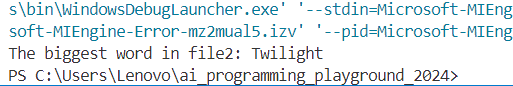 s\bin\WindowsDebugLauncher.exe' '--stdin=Microsoft-MIEng
soft-MIEngine-Error-mz2mual5.izv' '--pid=Microsoft-MIEng
The biggest word in file2: Twilight
PS C:\Users\Lenovo\ai_programming_playground_2024>